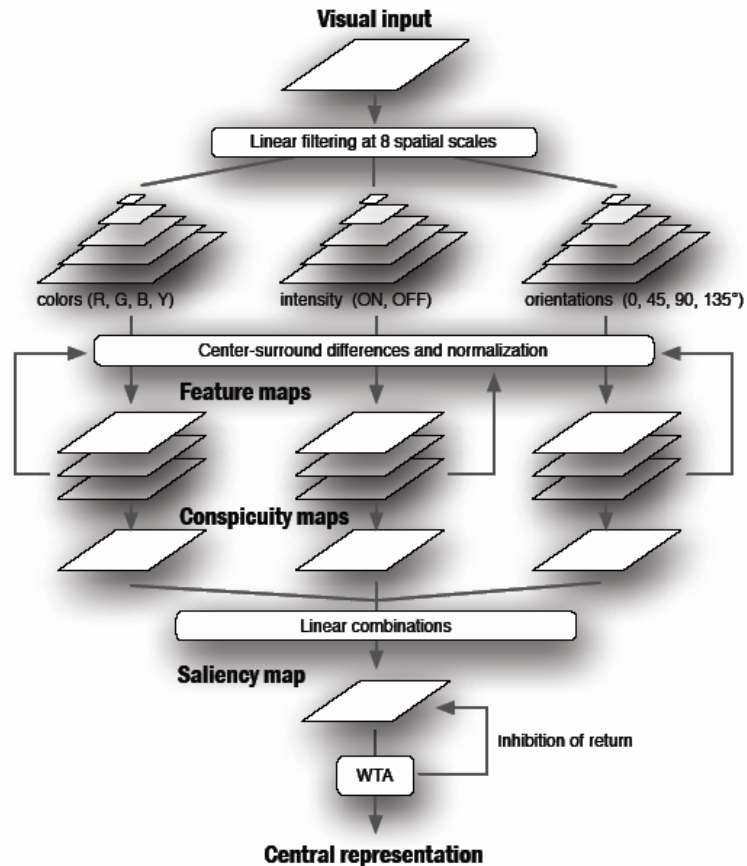 Visual input
Linear filtering at 8 spatial scales
colors (R, G, B, Y)
intensity (ON, OFF)
orientations (0, 45, 90, 135°)
Center-surround differences and normalization
Feature maps
Conspicuity maps
Linear combinations
Saliency map
Inhibition of return
WTA
Central representation